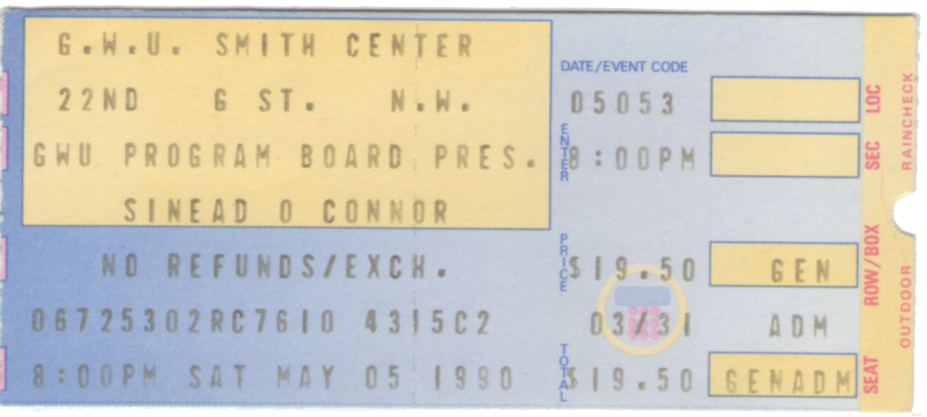 G.W.U. SMITH CENTER
22ND G ST. N.W.
GWU PROGRAM BOARD PRES.
SINEAD O CONNOR
NO REFUNDS/EXCH.
06725302RC7610 4315C2
8:00PM SAT MAY 05 1990
DATE/EVENT CODE
05053
ENTER
8:00PM
PRICE
$19.50
03/31
TOTAL
$19.50
LOC
SEC
GEN
ROW/BOX
ADM
GENADM
SEAT
RAINCHECK
OUTDOOR